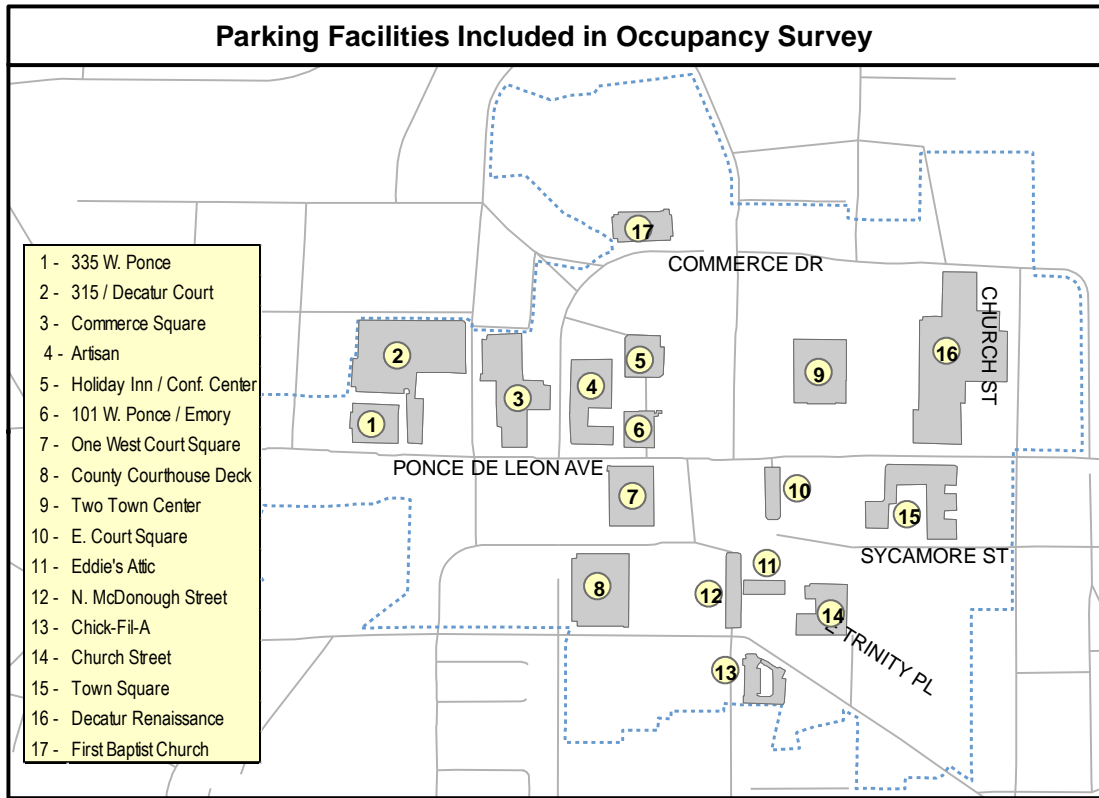 Parking Facilities Included in Occupancy Survey
17
COMMERCE DR
1 - 335 W. Ponce
2 - 315 / Decatur Court
3 - Commerce Square
4 - Artisan
5 - Holiday Inn / Conf. Center
6 - 101 W. Ponce / Emory
7 - One West Court Square
8 - County Courthouse Deck
9 - Two Town Center
10 - E. Court Square
11 - Eddie's Attic
12 - N. McDonough Street
13 - Chick-Fil-A
14 - Church Street
15 - Town Square
16 - Decatur Renaissance
17 - First Baptist Church
CHURCH ST
2
5
16
9
4
3
1
6
PONCE DE LEON AVE
7
10
15
SYCAMORE ST
11
8
12
14
E TRINITY PL
13